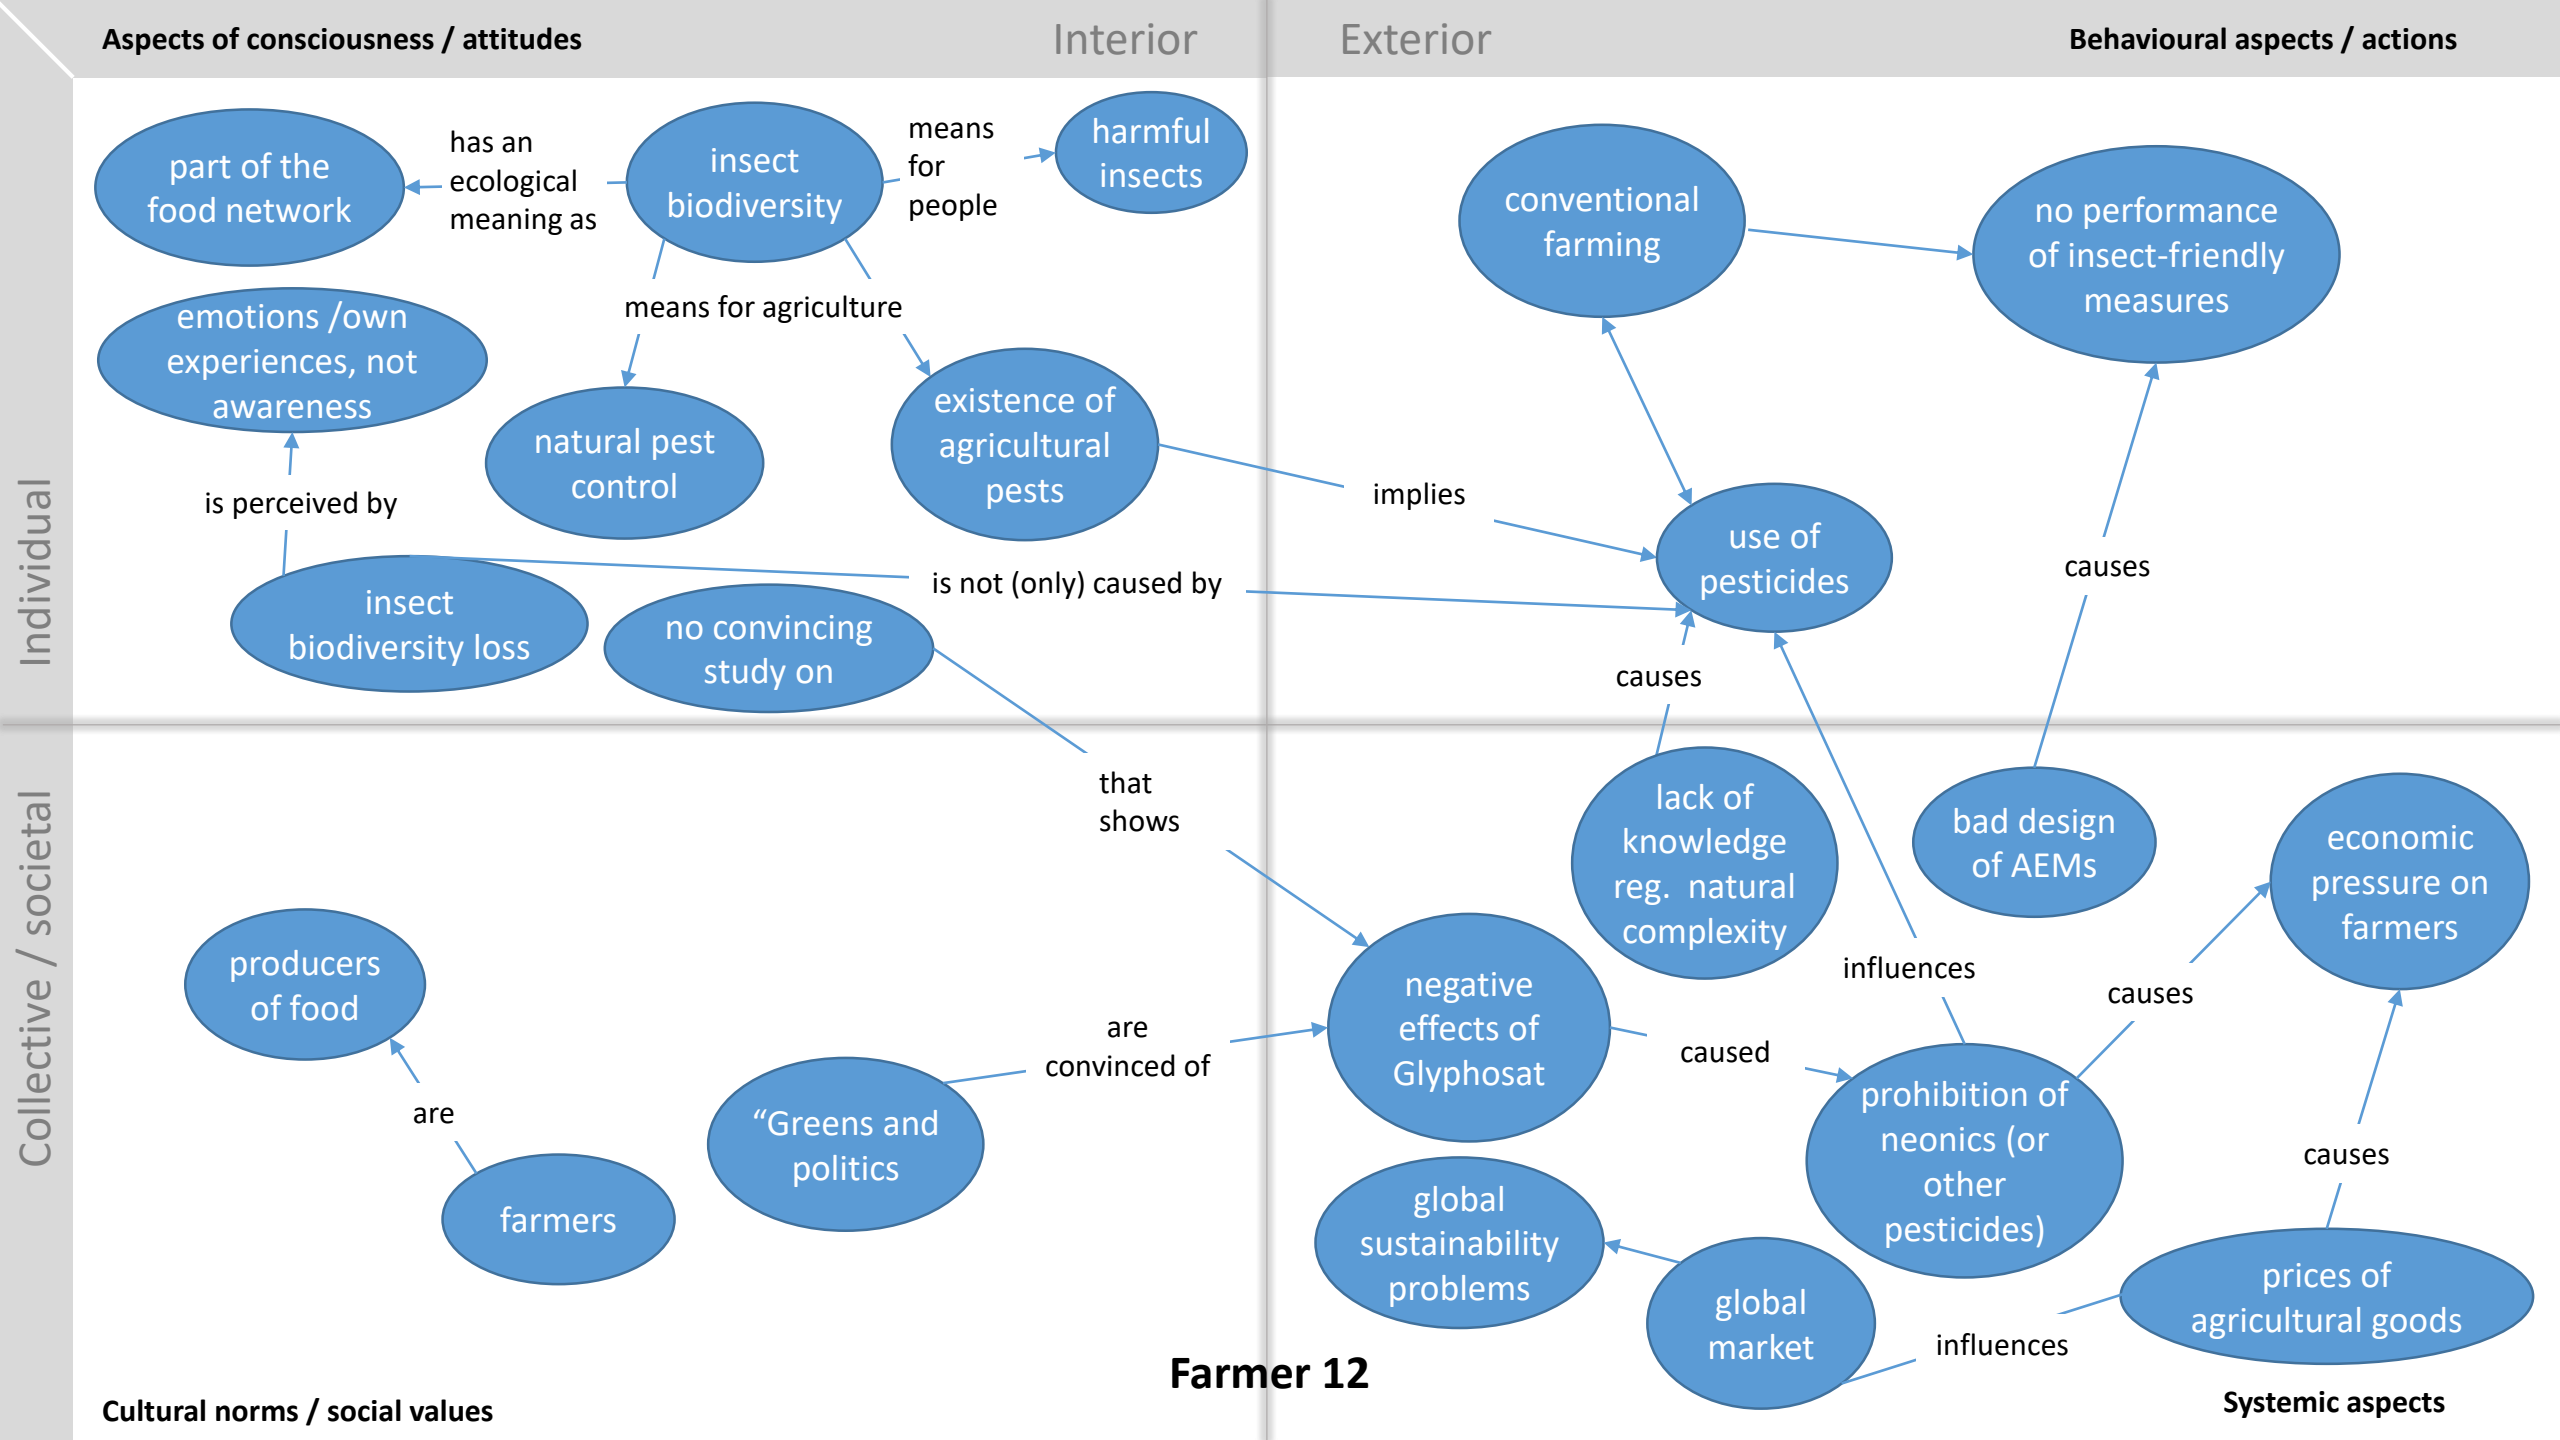 Aspects of consciousness / attitudes
Interior
Exterior
Behavioural aspects / actions
Individual
Collective / societal
part of the
food network
has an
ecological
meaning as
insect
biodiversity
means
for
people
harmful
insects
means for agriculture
emotions /own
experiences, not
awareness
natural pest
control
existence of
agricultural
pests
is perceived by
insect
biodiversity loss
is not (only) caused by
no convincing
study on
conventional
farming
no performance
of insect-friendly
measures
implies
use of
pesticides
causes
causes
that
shows
lack of
knowledge
reg. natural
complexity
bad design
of AEMs
economic
pressure on
farmers
producers
of food
are
farmers
“Greens and
politics
are
convinced of
negative
effects of
Glyphosat
caused
influences
causes
prohibition of
neonics (or
other
pesticides)
causes
global
sustainability
problems
global
market
influences
prices of
agricultural goods
Farmer 12
Cultural norms / social values
Systemic aspects